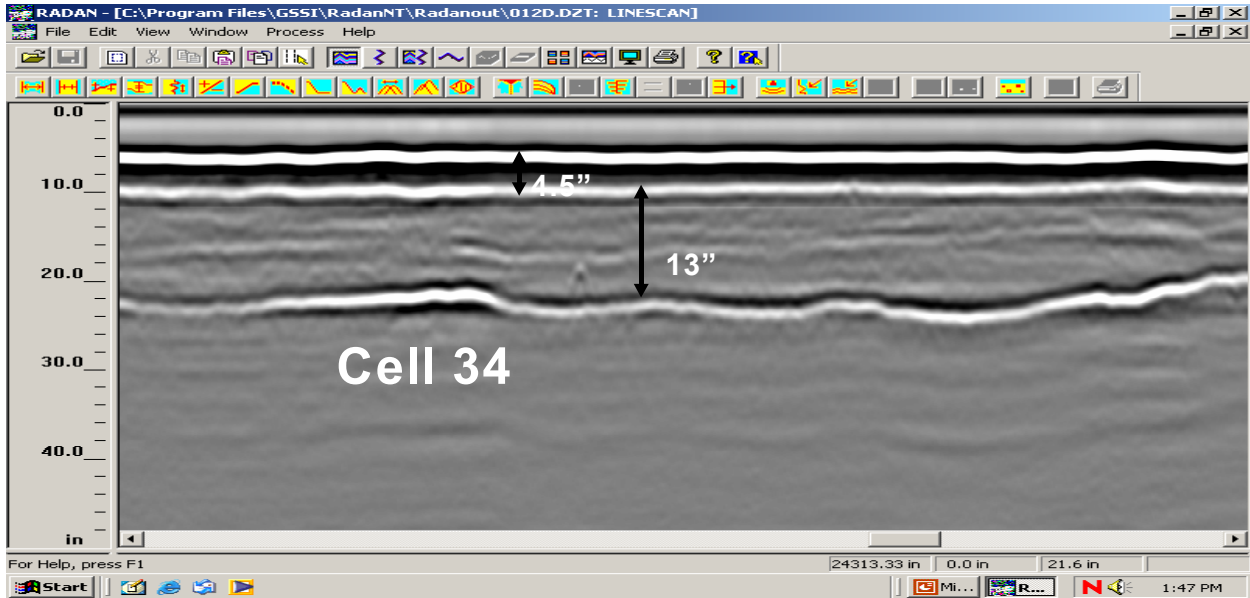 RADAN - [C:\Program Files\GSSI\RadanNT\Radanout\012D.DZT: LINESCAN]
File Edit View Window Process Help
0.0
10.0
4.5”
13”
20.0
30.0
Cell 34
40.0
in
For Help, press F1
24313.33 in 0.0 in 21.6 in
Start Mi... R... N 1:47 PM